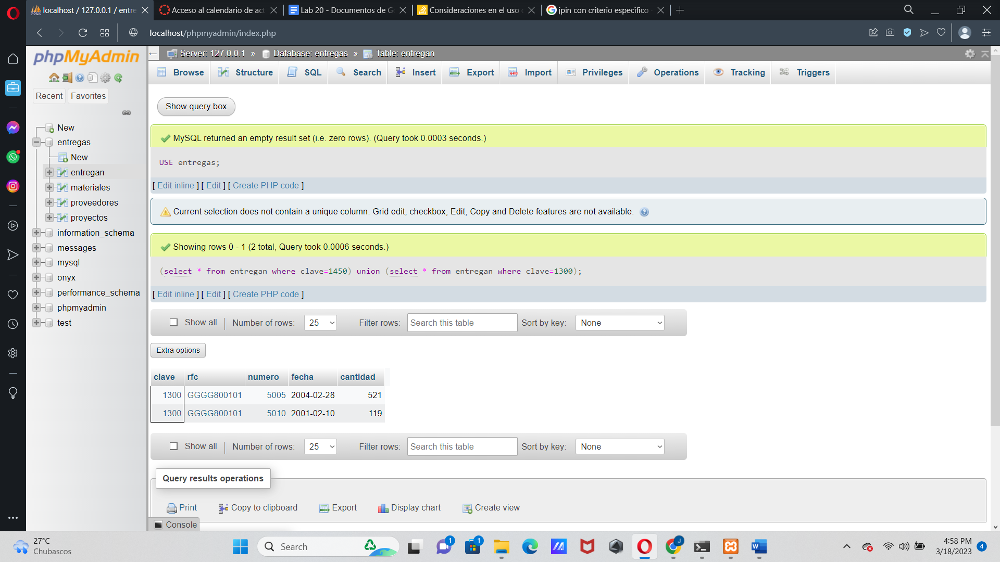 localhost / 127.0.0.1 / entre
Acceso al calendario de act
Lab 20 - Documentos de G
Consideraciones en el uso
jpin con criterio especifico
localhost/phpmyadmin/index.php
phpMyAdmin
Recent
Favorites
New
entregas
New
entregan
materiales
proveedores
proyectos
information_schema
messages
mysql
onyx
performance_schema
phpmyadmin
test
Server: 127.0.0.1 » Database: entregas » Table: entregan
Browse Structure SQL Search Insert Export Import Privileges Operations Tracking Triggers
Show query box
MySQL returned an empty result set (i.e. zero rows). (Query took 0.0003 seconds.)
USE entregas;
[ Edit inline ] [ Edit ] [ Create PHP code ]
Current selection does not contain a unique column. Grid edit, checkbox, Edit, Copy and Delete features are not available.
Showing rows 0 - 1 (2 total, Query took 0.0006 seconds.)
(select * from entregan where clave=1450) union (select * from entregan where clave=1300);
[ Edit inline ] [ Edit ] [ Create PHP code ]
Show all Number of rows: 25 Filter rows: Search this table Sort by key: None
Extra options
clave rfc numero fecha cantidad
1300 GGGG800101 5005 2004-02-28 521
1300 GGGG800101 5010 2001-02-10 119
Show all Number of rows: 25 Filter rows: Search this table Sort by key: None
Query results operations
Print Copy to clipboard Export Display chart Create view
Console
27°C
Chubascos
Search
1
1
J
4:58 PM
3/18/2023
4